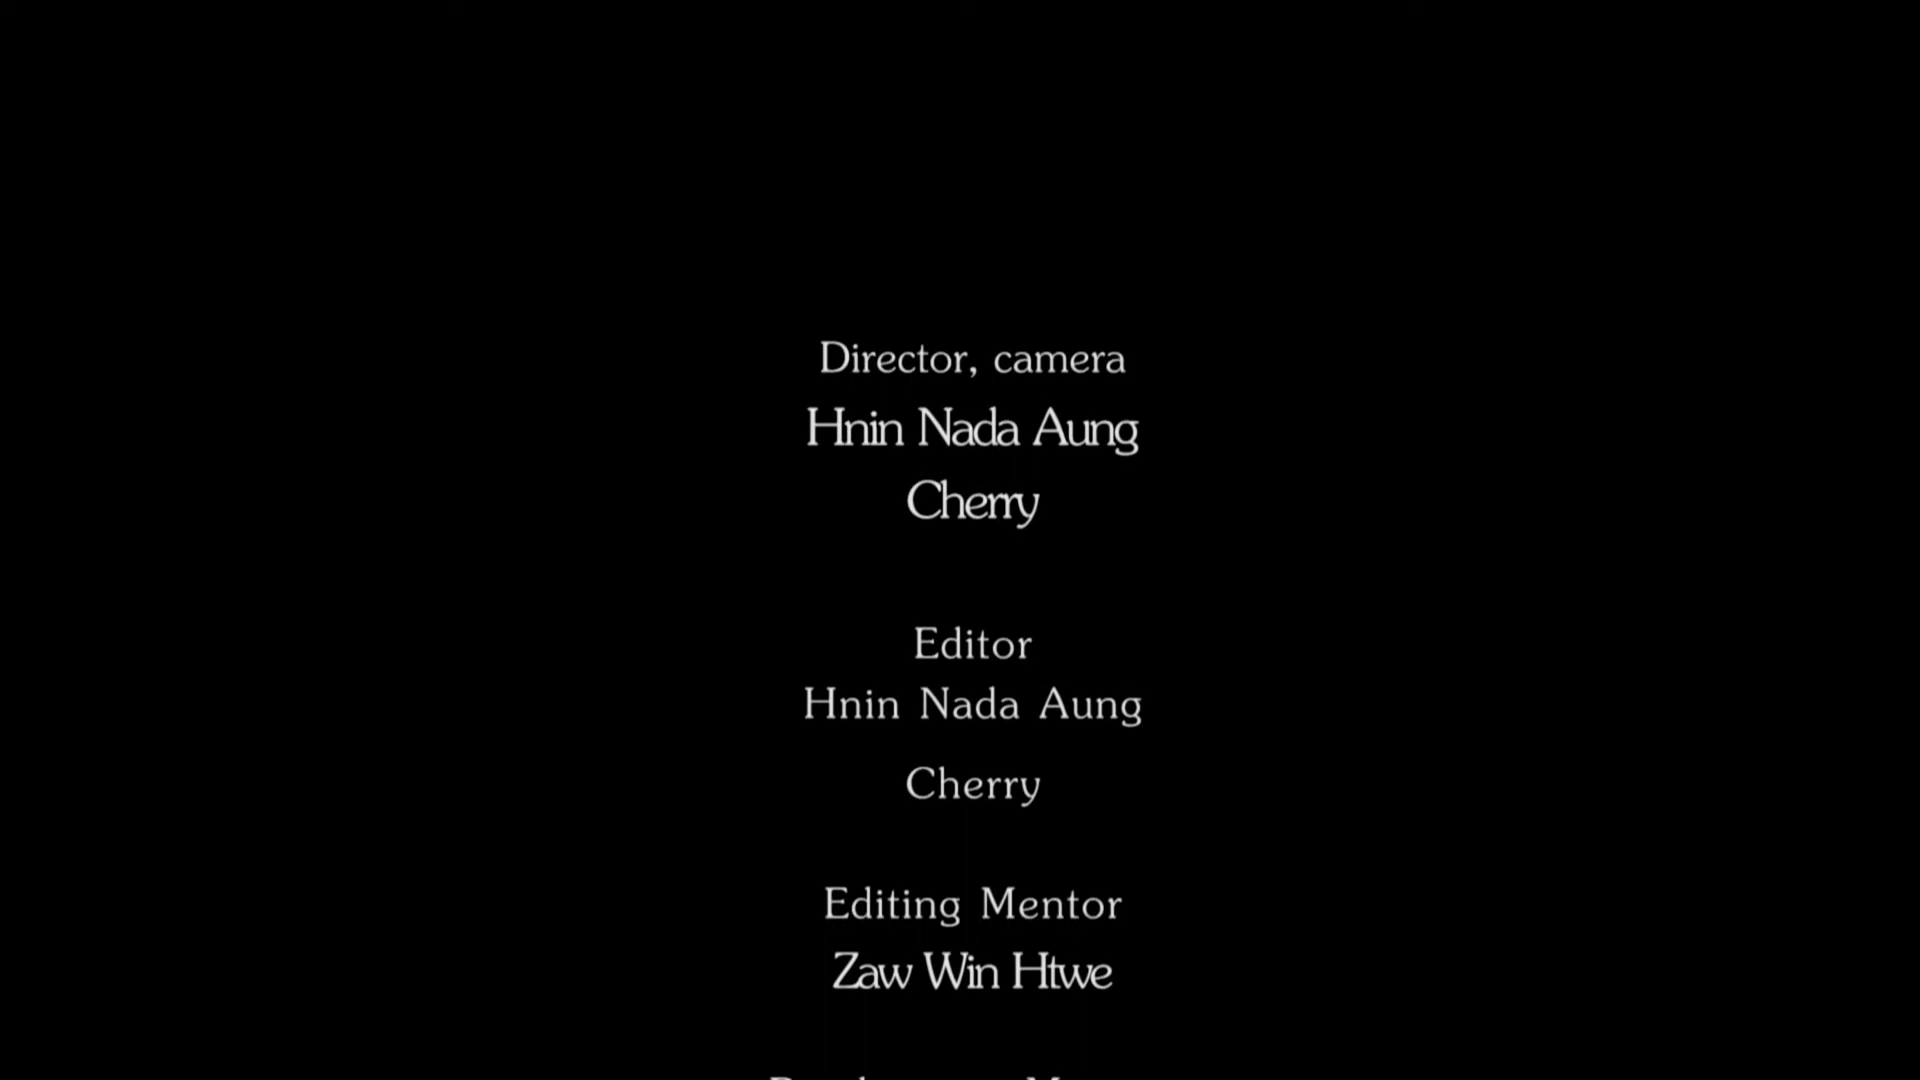 Director, camera
Hnin Nada Aung
Cherry
Editor
Hnin Nada Aung
Cherry
Editing Mentor
Zaw Win Htwe